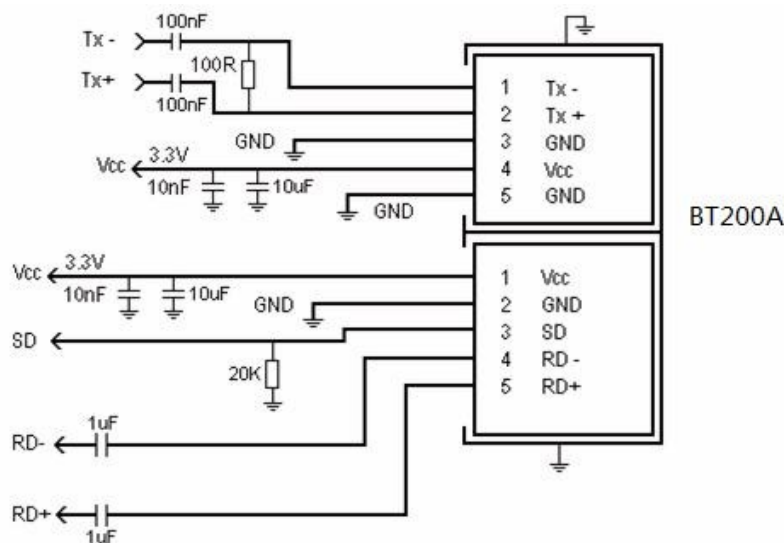 100nF
Tx -
100R
Tx+
100nF
GND
Vcc
3.3V
10nF
10uF
GND
1 Tx -
2 Tx +
3 GND
4 Vcc
5 GND
BT200A
Vcc
3.3V
10nF
10uF
GND
SD
20K
1uF
RD-
RD+
1uF
1 Vcc
2 GND
3 SD
4 RD -
5 RD+